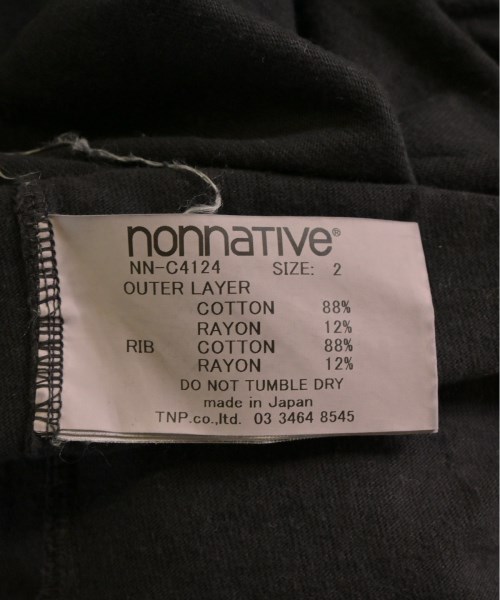 nonnative®
NN-C4124 SIZE: 2
OUTER LAYER
COTTON 88%
RAYON 12%
RIB COTTON 88%
RAYON 12%
DO NOT TUMBLE DRY
made in Japan
TNP.co,.ltd. 03 3464 8545